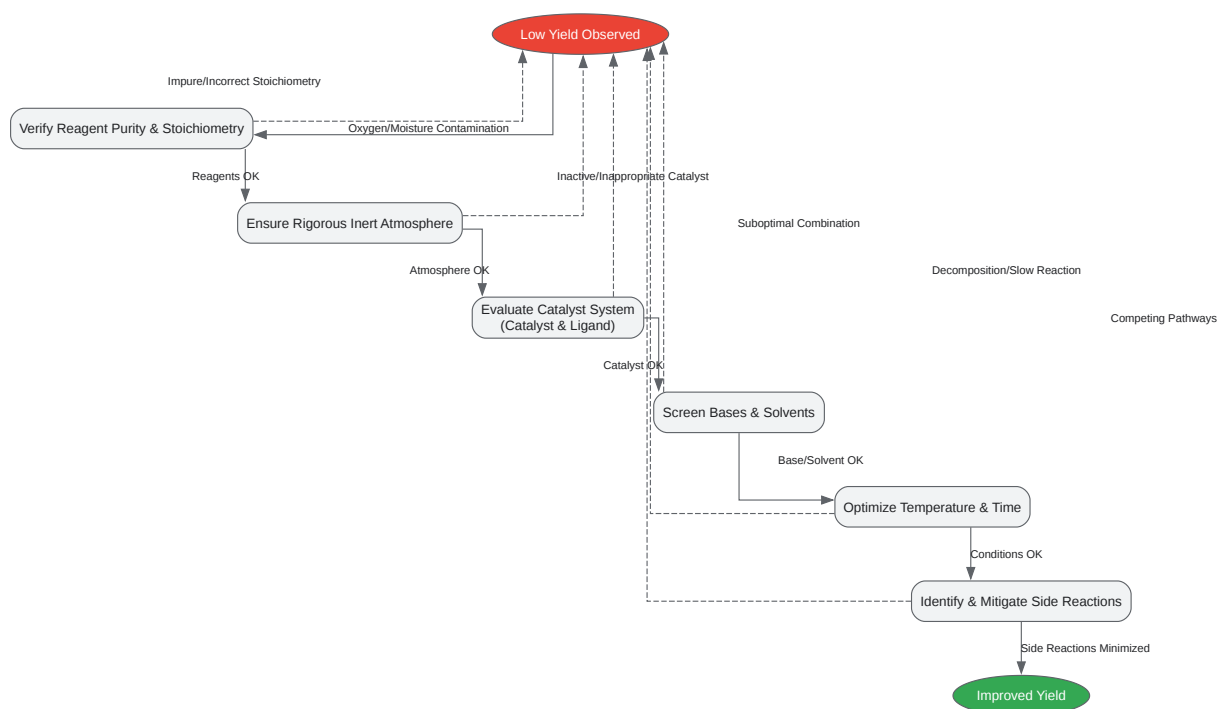 Low Yield Observed
Impure/Incorrect Stoichiometry
Verify Reagent Purity & Stoichiometry
Oxygen/Moisture Contamination
Reagents OK
Inactive/Inappropriate Catalyst
Ensure Rigorous Inert Atmosphere
Suboptimal Combination
Atmosphere OK
Decomposition/Slow Reaction
Evaluate Catalyst System
(Catalyst & Ligand)
Competing Pathways
Catalyst OK
Screen Bases & Solvents
Base/Solvent OK
Optimize Temperature & Time
Conditions OK
Identify & Mitigate Side Reactions
Side Reactions Minimized
Improved Yield